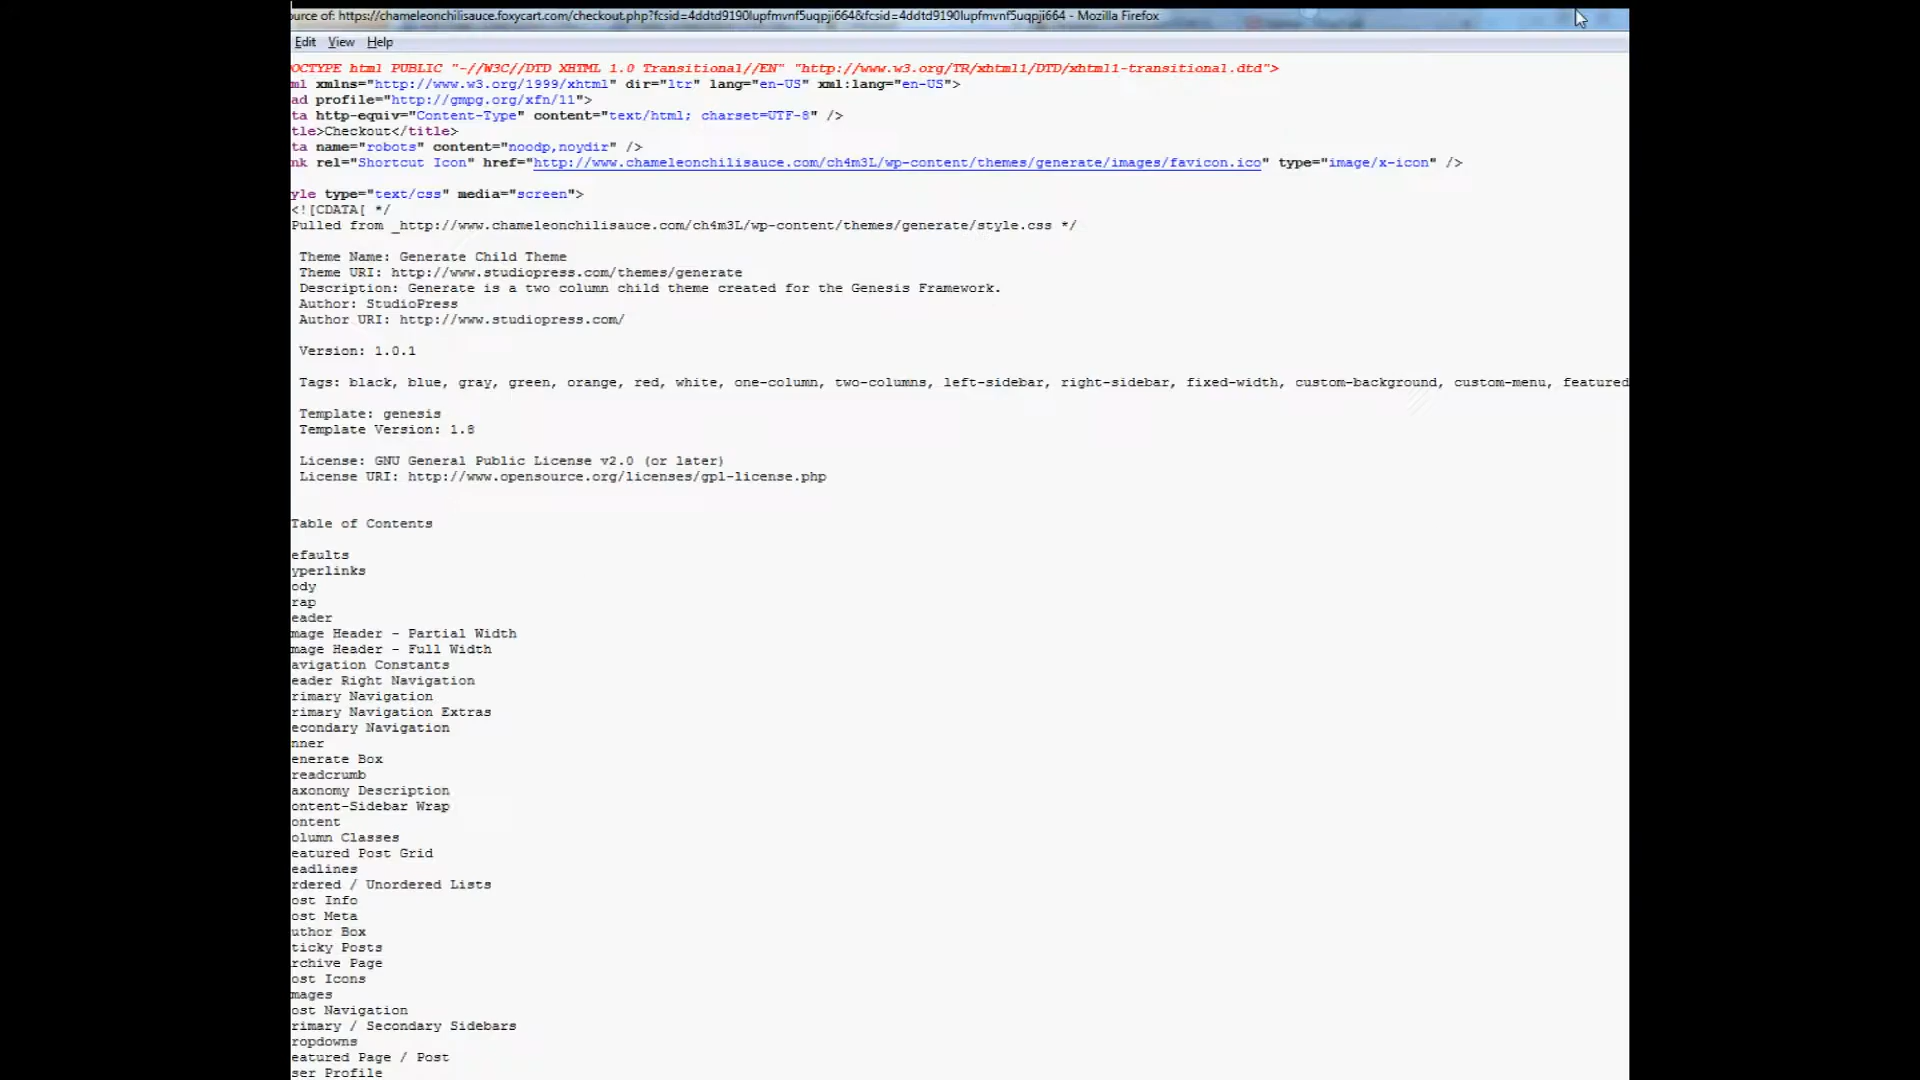 urce of: https://chameleonchilisauce.foxycart.com/checkout.php?fcsid=4ddtd9190lupfmvnf5uqpji664&fcsid=4ddtd9190lupfmvnf5uqpji664 - Mozilla Firefox
Edit View Help
OCTYPE html PUBLIC "-//W3C//DTD XHTML 1.0 Transitional//EN" "http://www.w3.org/TR/xhtml1/DTD/xhtml1-transitional.dtd">
ml xmlns="http://www.w3.org/1999/xhtml" dir="ltr" lang="en-US" xml:lang="en-US">
ad profile="http://gmpg.org/xfn/11">
ta http-equiv="Content-Type" content="text/html; charset=UTF-8" />
tle>Checkout</title>
ta name="robots" content="noodp,noydir" />
nk rel="Shortcut Icon" href="http://www.chameleonchilisauce.com/ch4m3L/wp-content/themes/generate/images/favicon.ico" type="image/x-icon" />
yle type="text/css" media="screen">
<![CDATA[ */
Pulled from _http://www.chameleonchilisauce.com/ch4m3L/wp-content/themes/generate/style.css */
Theme Name: Generate Child Theme
Theme URI: http://www.studiopress.com/themes/generate
Description: Generate is a two column child theme created for the Genesis Framework.
Author: StudioPress
Author URI: http://www.studiopress.com/
Version: 1.0.1
Tags: black, blue, gray, green, orange, red, white, one-column, two-columns, left-sidebar, right-sidebar, fixed-width, custom-background, custom-menu, featured
Template: genesis
Template Version: 1.8
License: GNU General Public License v2.0 (or later)
License URI: http://www.opensource.org/licenses/gpl-license.php
Table of Contents
efaults
yperlinks
ody
rap
eader
mage Header - Partial Width
mage Header - Full Width
avigation Constants
eader Right Navigation
rimary Navigation
rimary Navigation Extras
econdary Navigation
nner
enerate Box
readcrumb
axonomy Description
ontent-Sidebar Wrap
ontent
olumn Classes
eatured Post Grid
eadlines
rdered / Unordered Lists
ost Info
ost Meta
uthor Box
ticky Posts
rchive Page
ost Icons
mages
ost Navigation
rimary / Secondary Sidebars
ropdowns
eatured Page / Post
ser Profile